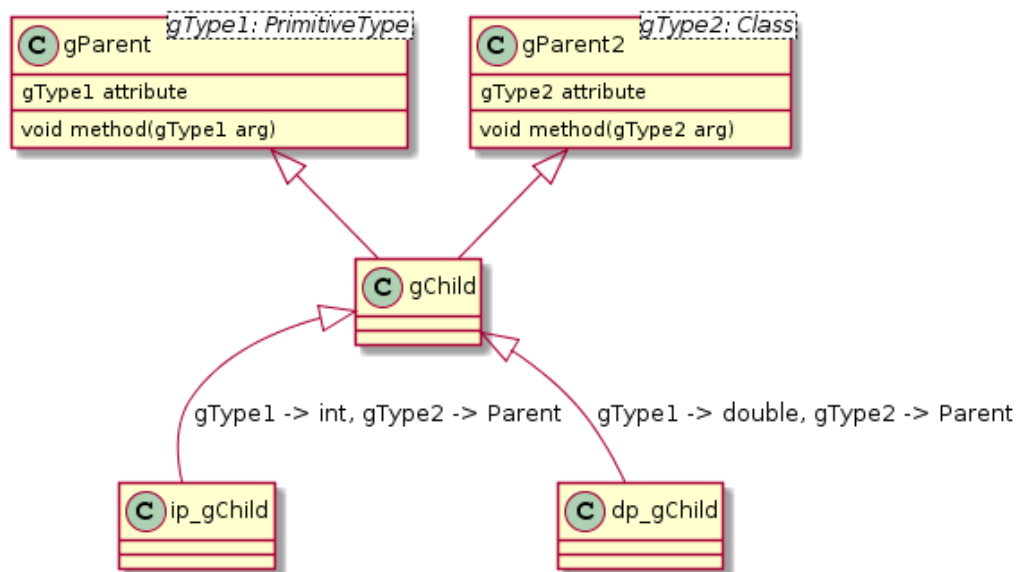 gType1: PrimitiveType
gType2: Class
C gParent
C gParent2
gType1 attribute
gType2 attribute
void method(gType1 arg)
void method(gType2 arg)
C gChild
gType1 -> int, gType2 -> Parent
gType1 -> double, gType2 -> Parent
C ip_gChild
C dp_gChild